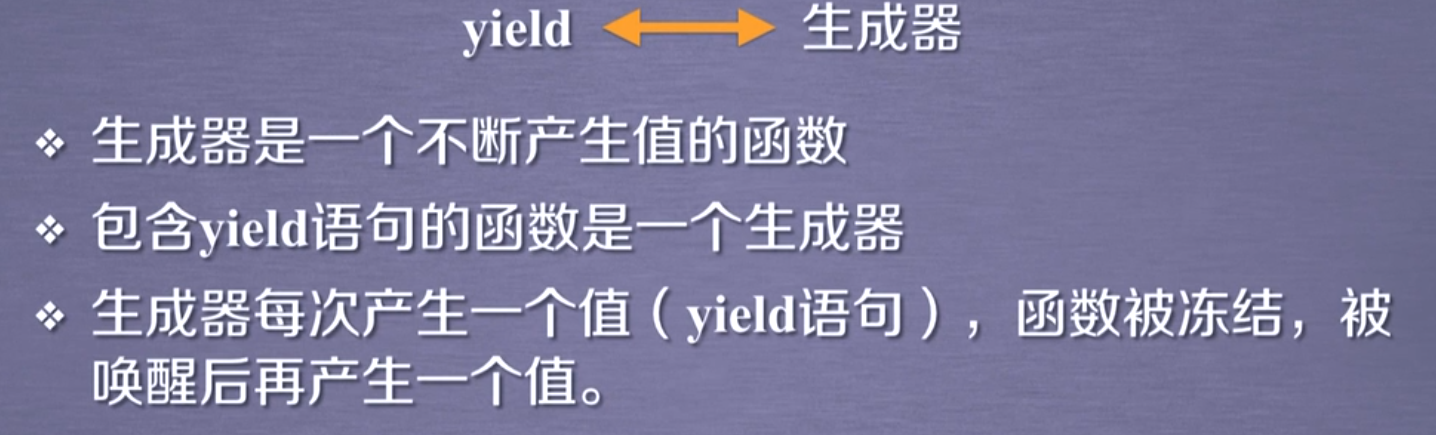 yield 生成器
❖ 生成器是一个不断产生值的函数
❖ 包含yield语句的函数是一个生成器
❖ 生成器每次产生一个值（yield语句），函数被冻结，被
唤醒后再产生一个值。